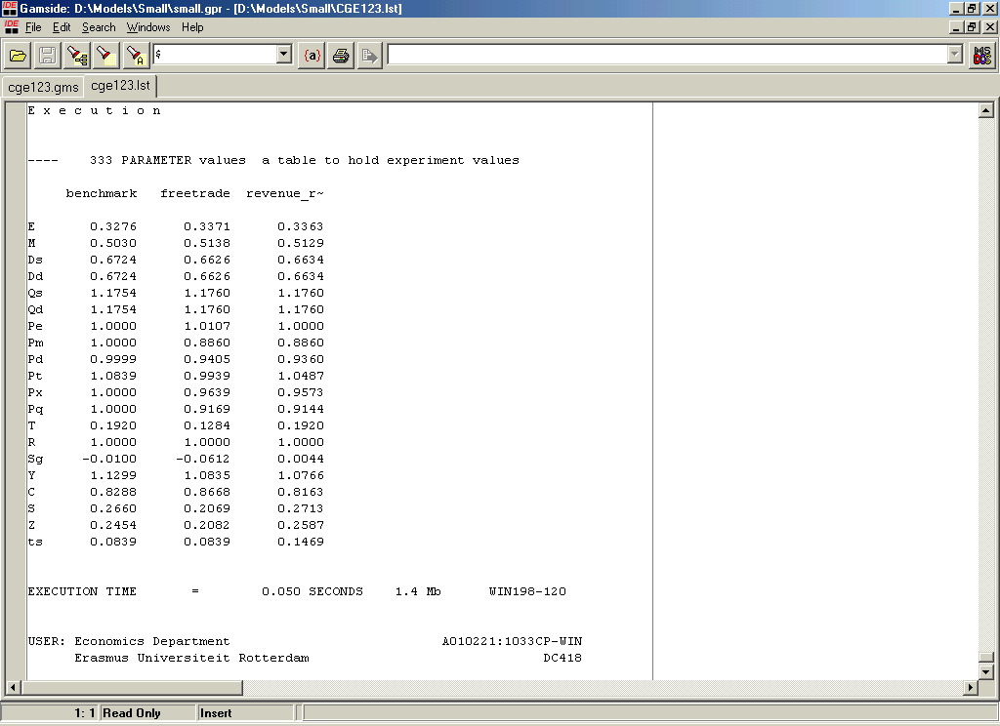 Gamside: D:\Models\Small\small.gpr - [D:\Models\Small\CGE123.lst]
IDE File Edit Search Windows Help
$ {a} MS DOS
cge123.gms cge123.lst
E x e c u t i o n
---- 333 PARAMETER values a table to hold experiment values
benchmark freetrade revenue_r~
E 0.3276 0.3371 0.3363
M 0.5030 0.5138 0.5129
Ds 0.6724 0.6626 0.6634
Dd 0.6724 0.6626 0.6634
Qs 1.1754 1.1760 1.1760
Qd 1.1754 1.1760 1.1760
Pe 1.0000 1.0107 1.0000
Pm 1.0000 0.8860 0.8860
Pd 0.9999 0.9405 0.9360
Pt 1.0839 0.9939 1.0487
Px 1.0000 0.9639 0.9573
Pq 1.0000 0.9169 0.9144
T 0.1920 0.1284 0.1920
R 1.0000 1.0000 1.0000
Sg -0.0100 -0.0612 0.0044
Y 1.1299 1.0835 1.0766
C 0.8288 0.8668 0.8163
S 0.2660 0.2069 0.2713
Z 0.2454 0.2082 0.2587
ts 0.0839 0.0839 0.1469
EXECUTION TIME = 0.050 SECONDS 1.4 Mb WIN198-120
USER: Economics Department A010221:1033CP-WIN
Erasmus Universiteit Rotterdam DC418
1: 1 Read Only Insert